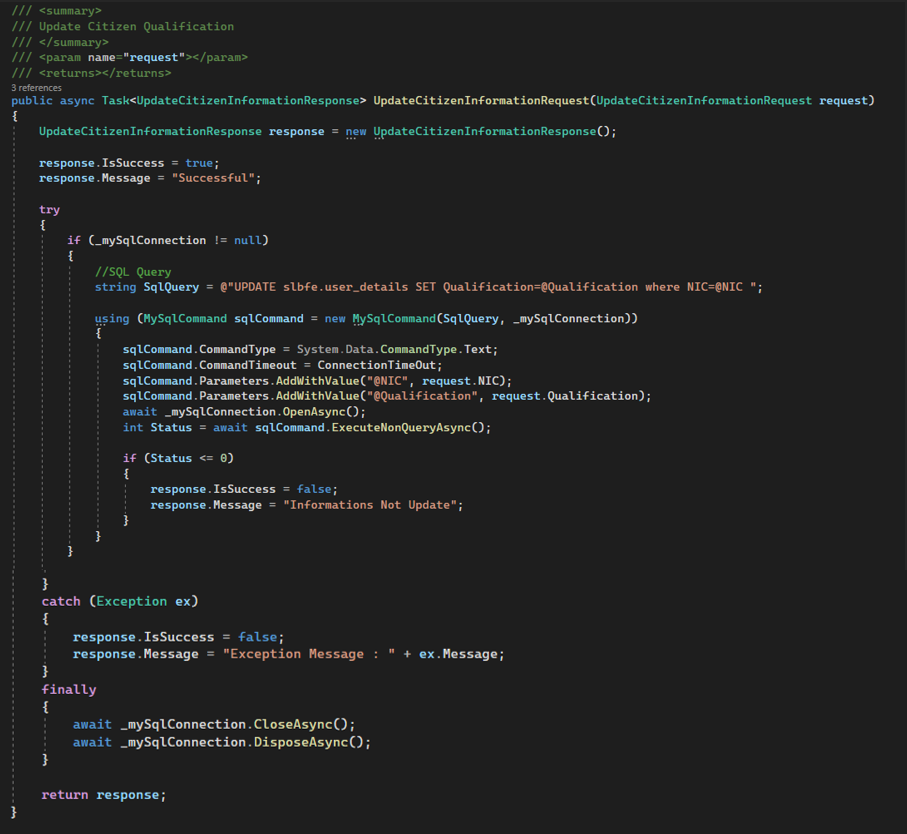 /// <summary>
/// Update Citizen Qualification
/// </summary>
/// <param name="request"></param>
/// <returns></returns>
3 references
public async Task<UpdateCitizenInformationResponse> UpdateCitizenInformationRequest(UpdateCitizenInformationRequest request)
{
UpdateCitizenInformationResponse response = new UpdateCitizenInformationResponse();
response.IsSuccess = true;
response.Message = "Successful";
try
{
if (_mySqlConnection != null)
{
//SQL Query
string SqlQuery = @"UPDATE slbfe.user_details SET Qualification=@Qualification where NIC=@NIC ";
using (MySqlCommand sqlCommand = new MySqlCommand(SqlQuery, _mySqlConnection))
{
sqlCommand.CommandType = System.Data.CommandType.Text;
sqlCommand.CommandTimeout = ConnectionTimeOut;
sqlCommand.Parameters.AddWithValue("@NIC", request.NIC);
sqlCommand.Parameters.AddWithValue("@Qualification", request.Qualification);
await _mySqlConnection.OpenAsync();
int Status = await sqlCommand.ExecuteNonQueryAsync();
if (Status <= 0)
{
response.IsSuccess = false;
response.Message = "Informations Not Update";
}
}
}
}
catch (Exception ex)
{
response.IsSuccess = false;
response.Message = "Exception Message : " + ex.Message;
}
finally
{
await _mySqlConnection.CloseAsync();
await _mySqlConnection.DisposeAsync();
}
return response;
}